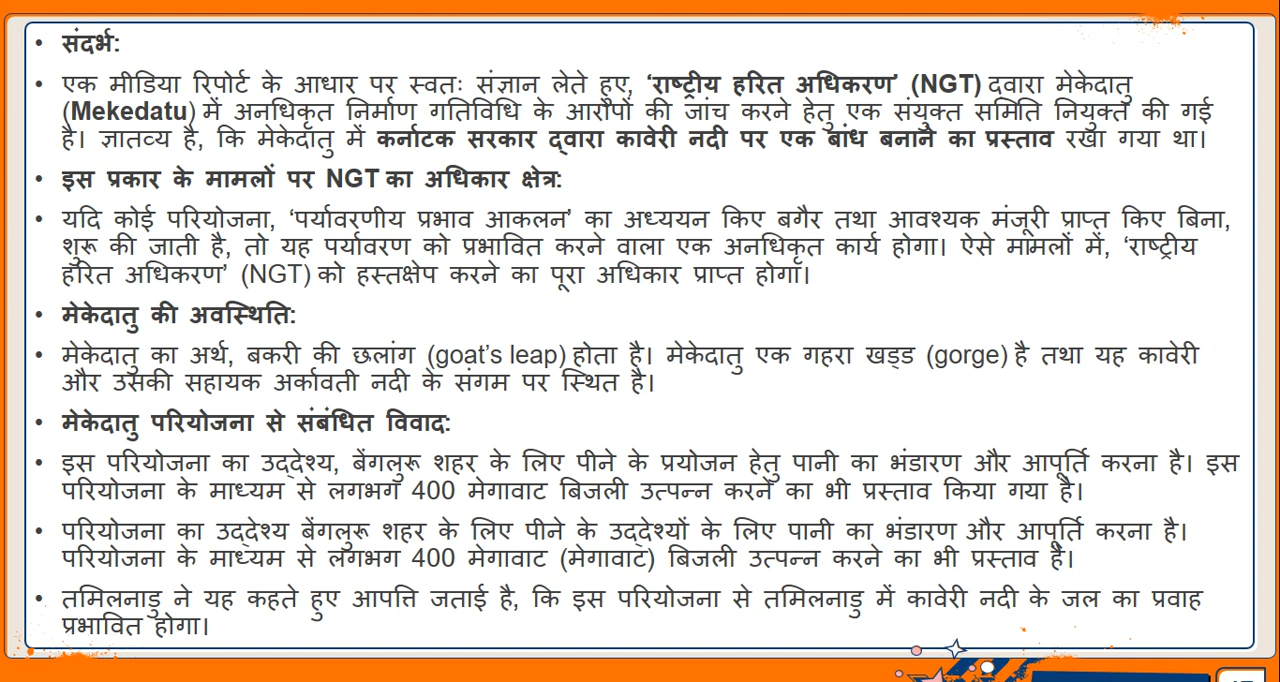 • संदर्भ:
• एक मीडिया रिपोर्ट के आधार पर स्वतः संज्ञान लेते हुए, ‘राष्ट्रीय हरित अधिकरण’ (NGT) द्वारा मेकेदातु
(Mekedatu) में अनधिकृत निर्माण गतिविधि के आरोपों की जांच करने हेतु एक संयुक्त समिति नियुक्त की गई
है। ज्ञातव्य है, कि मेकेदातु में कर्नाटक सरकार द्वारा कावेरी नदी पर एक बांध बनाने का प्रस्ताव रखा गया था।
• इस प्रकार के मामलों पर NGT का अधिकार क्षेत्र:
• यदि कोई परियोजना, ‘पर्यावरणीय प्रभाव आकलन’ का अध्ययन किए बगैर तथा आवश्यक मंजूरी प्राप्त किए बिना,
शुरू की जाती है, तो यह पर्यावरण को प्रभावित करने वाला एक अनधिकृत कार्य होगा। ऐसे मामलों में, ‘राष्ट्रीय
हरित अधिकरण’ (NGT) को हस्तक्षेप करने का पूरा अधिकार प्राप्त होगा।
• मेकेदातु की अवस्थिति:
• मेकेदातु का अर्थ, बकरी की छलांग (goat’s leap) होता है। मेकेदातु एक गहरा खड्ड (gorge) है तथा यह कावेरी
और उसकी सहायक अर्कावती नदी के संगम पर स्थित है।
• मेकेदातु परियोजना से संबंधित विवाद:
• इस परियोजना का उद्देश्य, बेंगलुरू शहर के लिए पीने के प्रयोजन हेतु पानी का भंडारण और आपूर्ति करना है। इस
परियोजना के माध्यम से लगभग 400 मेगावाट बिजली उत्पन्न करने का भी प्रस्ताव किया गया है।
• परियोजना का उद्देश्य बेंगलुरू शहर के लिए पीने के उद्देश्यों के लिए पानी का भंडारण और आपूर्ति करना है।
परियोजना के माध्यम से लगभग 400 मेगावाट (मेगावाट) बिजली उत्पन्न करने का भी प्रस्ताव है।
• तमिलनाडु ने यह कहते हुए आपत्ति जताई है, कि इस परियोजना से तमिलनाडु में कावेरी नदी के जल का प्रवाह
प्रभावित होगा।